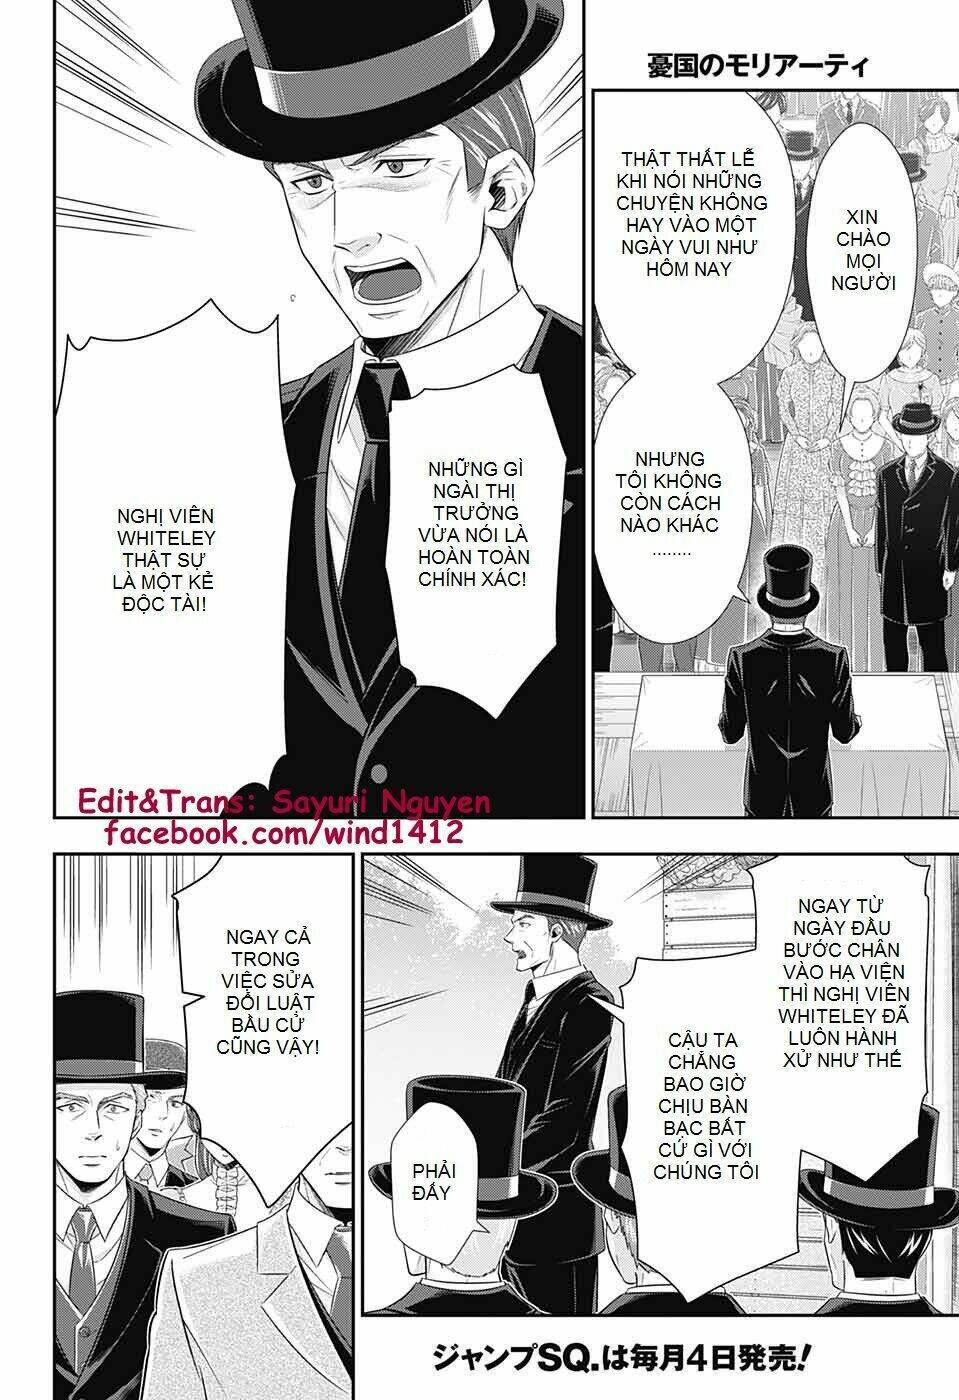 憂国のモリアーティ
XIN
CHÀO
MỌI
NGƯỜI
THẬT THẤT LỄ
KHI NÓI NHỮNG
CHUYỆN KHÔNG
HAY VÀO MỘT
NGÀY VUI NHƯ
HÔM NAY
NHƯNG
TÔI KHÔNG
CÒN CÁCH
NÀO KHÁC
........
NHỮNG GÌ
NGÀI THỊ
TRƯỞNG
VỪA NÓI LÀ
HOÀN TOÀN
CHÍNH XÁC!
NGHỊ VIÊN
WHITELEY
THẬT SỰ
LÀ MỘT KẺ
ĐỘC TÀI!
Edit&Trans: Sayuri Nguyen
facebook.com/wind1412
NGAY TỪ
NGÀY ĐẦU
BƯỚC CHÂN
VÀO HẠ VIỆN
THÌ NGHỊ VIÊN
WHITELEY ĐÃ
LUÔN HÀNH
XỬ NHƯ THẾ
CẬU TA
CHẲNG
BAO GIỜ
CHỊU BÀN
BẠC BẤT
CỨ GÌ VỚI
CHÚNG TÔI
PHẢI
ĐẤY
NGAY CẢ
TRONG
VIỆC SỬA
ĐỔI LUẬT
BẦU CỬ
CŨNG VẬY!
ジャンプSQ.は毎月4日発売!